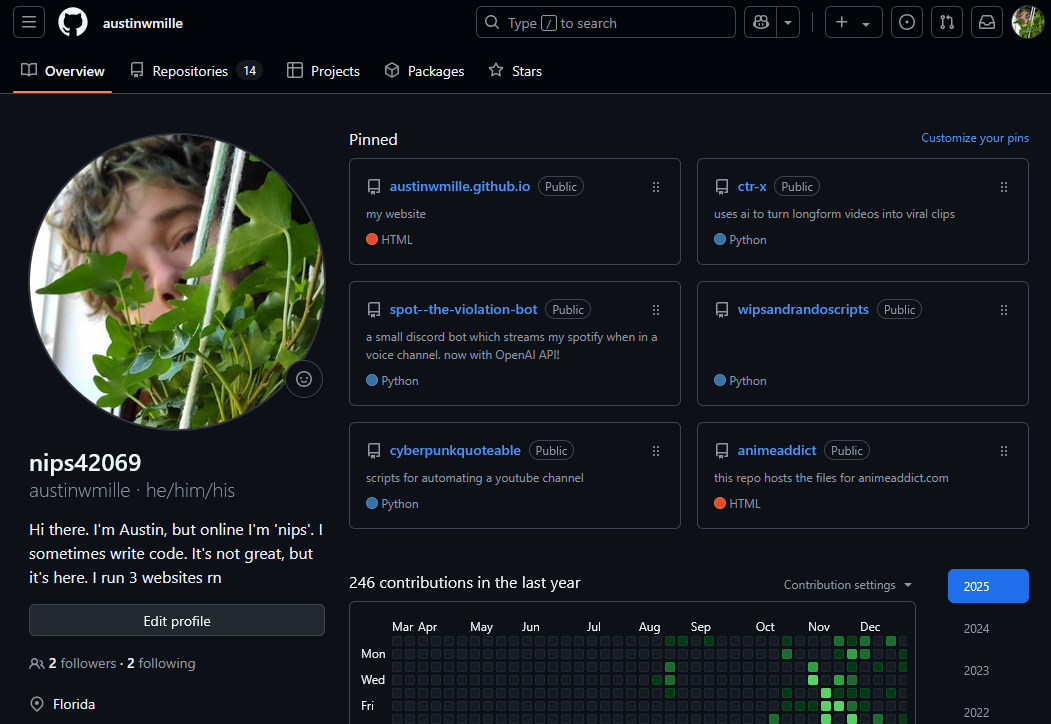 austinwmille
Type / to search
Overview
Repositories 14
Projects
Packages
Stars
nips42069
austinwmille · he/him/his
Hi there. I'm Austin, but online I'm 'nips'. I
sometimes write code. It's not great, but
it's here. I run 3 websites rn
Edit profile
2 followers · 2 following
Florida
Pinned
Customize your pins
austinwmille.github.io Public
my website
HTML
ctr-x Public
uses ai to turn longform videos into viral clips
Python
spot--the-violation-bot Public
a small discord bot which streams my spotify when in a
voice channel. now with OpenAI API!
Python
wipsandrandoscripts Public
Python
cyberpunkquoteable Public
scripts for automating a youtube channel
Python
animeaddict Public
this repo hosts the files for animeaddict.com
HTML
246 contributions in the last year
Contribution settings
Mar Apr May Jun Jul Aug Sep Oct Nov Dec
Mon
Wed
Fri
2025
2024
2023
2022